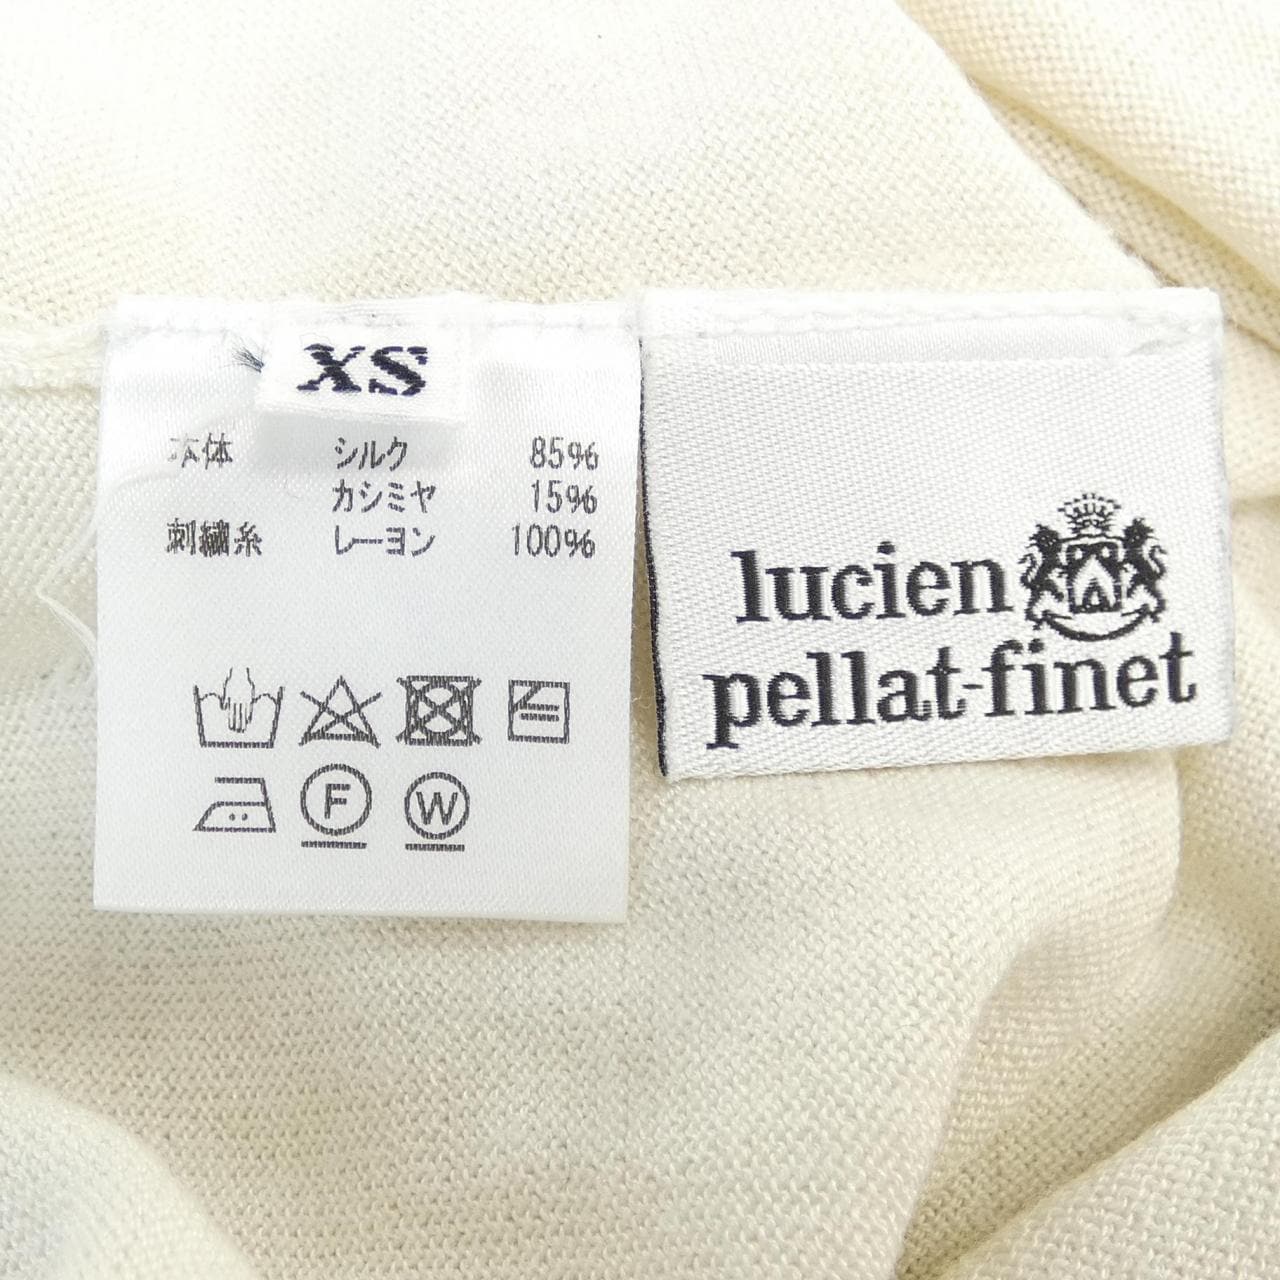 XS
本体 シルク 85%
カシミヤ 15%
刺繍糸 レーヨン 100%
F W
lucien
pellat-finet